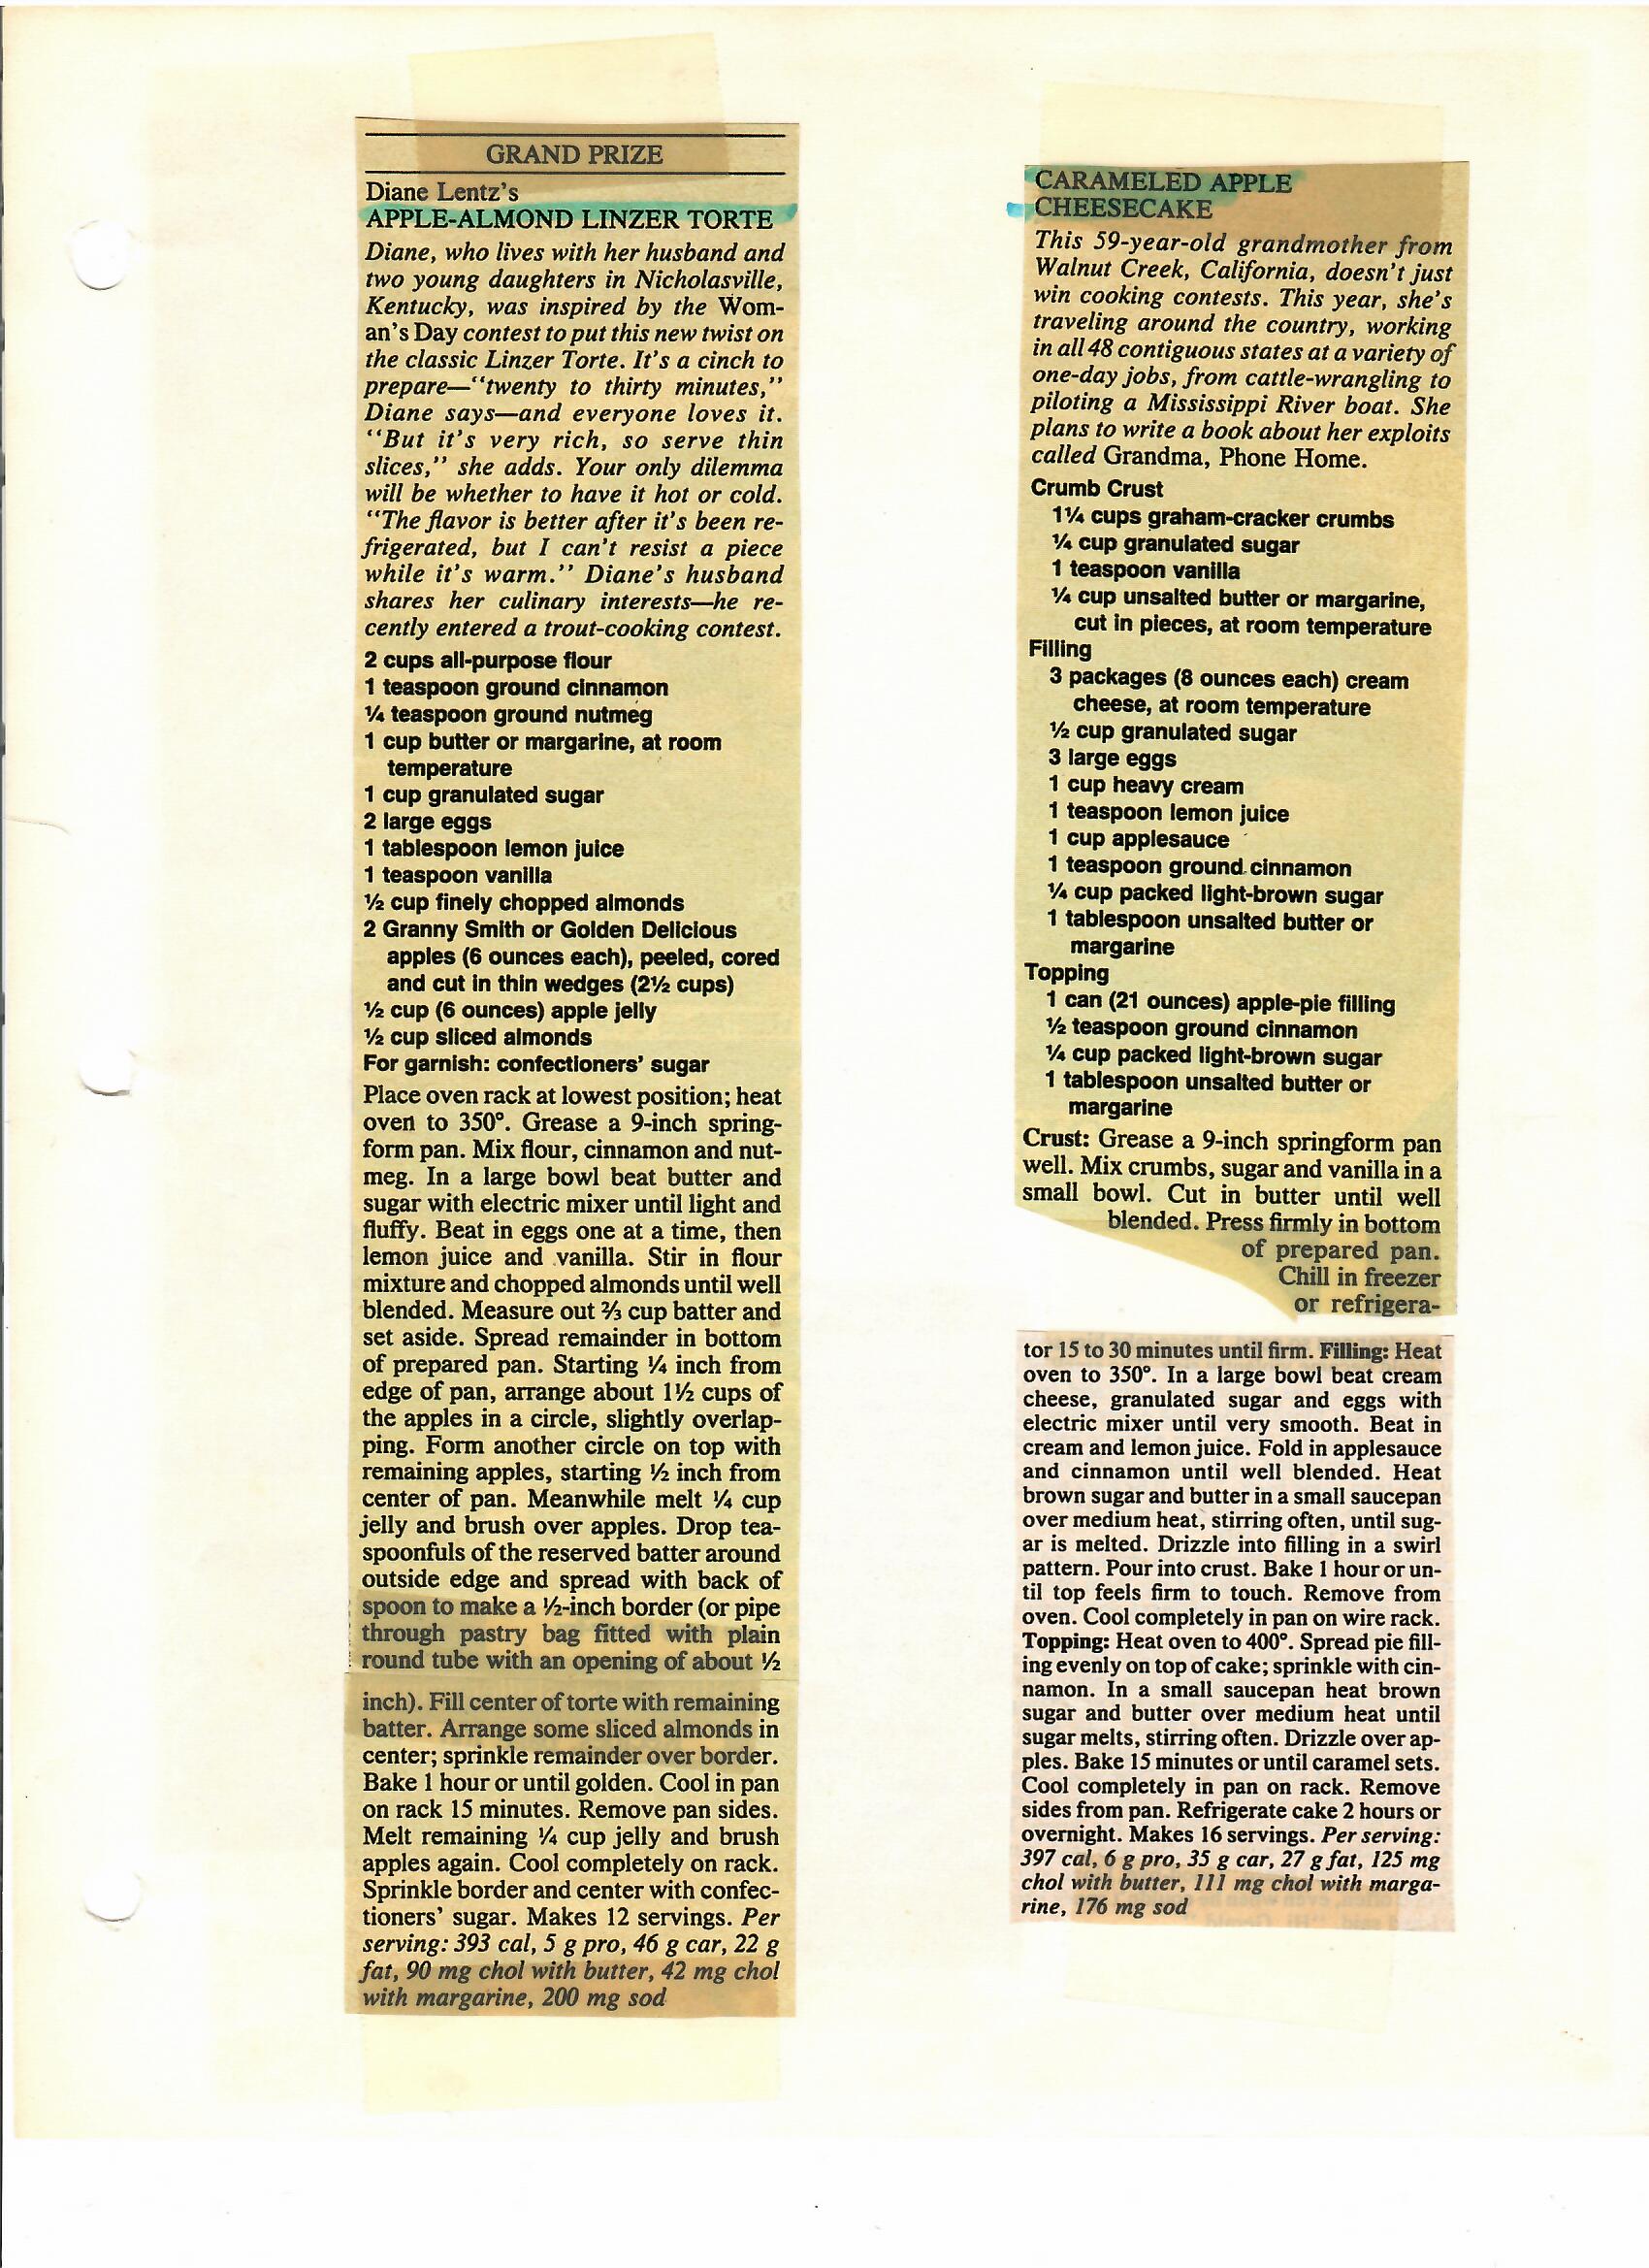 GRAND PRIZE
Diane Lentz's
APPLE-ALMOND LINZER TORTE
Diane, who lives with her husband and
two young daughters in Nicholasville,
Kentucky, was inspired by the Wom-
an's Day contest to put this new twist on
the classic Linzer Torte. It's a cinch to
prepare—“twenty to thirty minutes,”
Diane says—and everyone loves it.
“But it's very rich, so serve thin
slices,” she adds. Your only dilemma
will be whether to have it hot or cold.
“The flavor is better after it's been re-
frigerated, but I can't resist a piece
while it's warm.” Diane's husband
shares her culinary interests—he re-
cently entered a trout-cooking contest.
2 cups all-purpose flour
1 teaspoon ground cinnamon
¼ teaspoon ground nutmeg
1 cup butter or margarine, at room
temperature
1 cup granulated sugar
2 large eggs
1 tablespoon lemon juice
1 teaspoon vanilla
½ cup finely chopped almonds
2 Granny Smith or Golden Delicious
apples (6 ounces each), peeled, cored
and cut in thin wedges (2½ cups)
½ cup (6 ounces) apple jelly
½ cup sliced almonds
For garnish: confectioners' sugar
Place oven rack at lowest position; heat
oven to 350°. Grease a 9-inch spring-
form pan. Mix flour, cinnamon and nut-
meg. In a large bowl beat butter and
sugar with electric mixer until light and
fluffy. Beat in eggs one at a time, then
lemon juice and vanilla. Stir in flour
mixture and chopped almonds until well
blended. Measure out ⅔ cup batter and
set aside. Spread remainder in bottom
of prepared pan. Starting ¼ inch from
edge of pan, arrange about 1½ cups of
the apples in a circle, slightly overlap-
ping. Form another circle on top with
remaining apples, starting ½ inch from
center of pan. Meanwhile melt ¼ cup
jelly and brush over apples. Drop tea-
spoonfuls of the reserved batter around
outside edge and spread with back of
spoon to make a ½-inch border (or pipe
through pastry bag fitted with plain
round tube with an opening of about ½
inch). Fill center of torte with remaining
batter. Arrange some sliced almonds in
center; sprinkle remainder over border.
Bake 1 hour or until golden. Cool in pan
on rack 15 minutes. Remove pan sides.
Melt remaining ¼ cup jelly and brush
apples again. Cool completely on rack.
Sprinkle border and center with confec-
tioners' sugar. Makes 12 servings. Per
serving: 393 cal, 5 g pro, 46 g car, 22 g
fat, 90 mg chol with butter, 42 mg chol
with margarine, 200 mg sod
CARAMELED APPLE
CHEESECAKE
This 59-year-old grandmother from
Walnut Creek, California, doesn't just
win cooking contests. This year, she's
traveling around the country, working
in all 48 contiguous states at a variety of
one-day jobs, from cattle-wrangling to
piloting a Mississippi River boat. She
plans to write a book about her exploits
called Grandma, Phone Home.
Crumb Crust
1¼ cups graham-cracker crumbs
¼ cup granulated sugar
1 teaspoon vanilla
¼ cup unsalted butter or margarine,
cut in pieces, at room temperature
Filling
3 packages (8 ounces each) cream
cheese, at room temperature
½ cup granulated sugar
3 large eggs
1 cup heavy cream
1 teaspoon lemon juice
1 cup applesauce
1 teaspoon ground cinnamon
¼ cup packed light-brown sugar
1 tablespoon unsalted butter or
margarine
Topping
1 can (21 ounces) apple-pie filling
½ teaspoon ground cinnamon
¼ cup packed light-brown sugar
1 tablespoon unsalted butter or
margarine
Crust: Grease a 9-inch springform pan
well. Mix crumbs, sugar and vanilla in a
small bowl. Cut in butter until well
blended. Press firmly in bottom
of prepared pan.
Chill in freezer
or refrigera-
tor 15 to 30 minutes until firm. Filling: Heat
oven to 350°. In a large bowl beat cream
cheese, granulated sugar and eggs with
electric mixer until very smooth. Beat in
cream and lemon juice. Fold in applesauce
and cinnamon until well blended. Heat
brown sugar and butter in a small saucepan
over medium heat, stirring often, until sug-
ar is melted. Drizzle into filling in a swirl
pattern. Pour into crust. Bake 1 hour or un-
til top feels firm to touch. Remove from
oven. Cool completely in pan on wire rack.
Topping: Heat oven to 400°. Spread pie fill-
ing evenly on top of cake; sprinkle with cin-
namon. In a small saucepan heat brown
sugar and butter over medium heat until
sugar melts, stirring often. Drizzle over ap-
ples. Bake 15 minutes or until caramel sets.
Cool completely in pan on rack. Remove
sides from pan. Refrigerate cake 2 hours or
overnight. Makes 16 servings. Per serving:
397 cal, 6 g pro, 35 g car, 27 g fat, 125 mg
chol with butter, 111 mg chol with marga-
rine, 176 mg sod